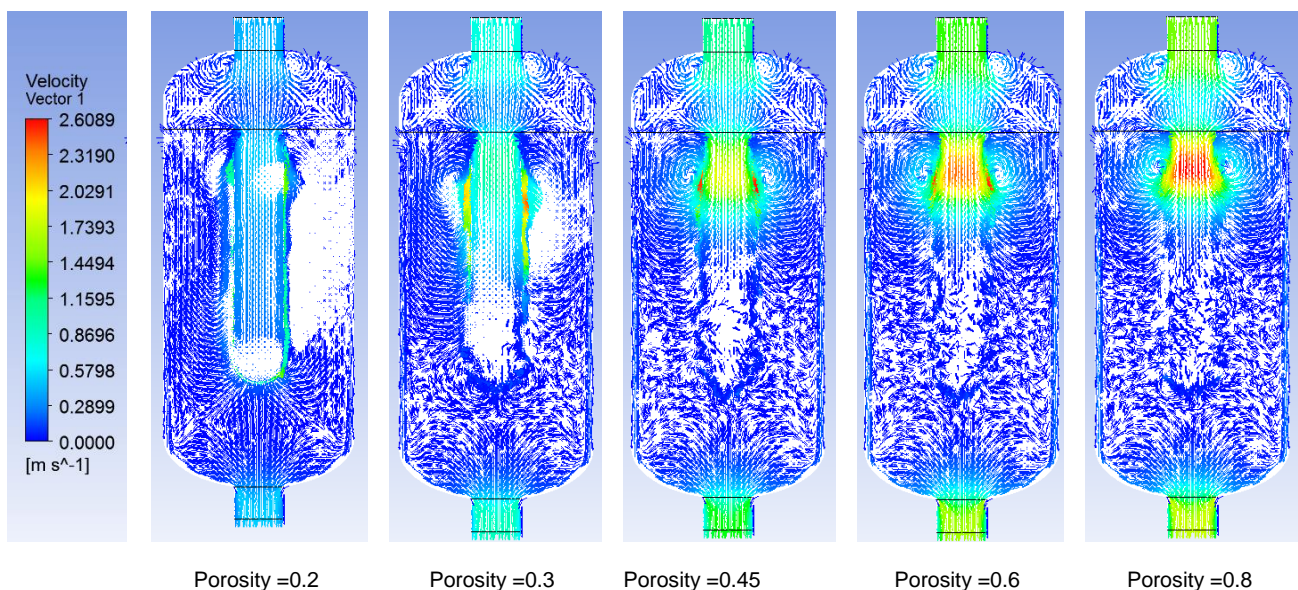 Velocity
Vector 1
2.6089
2.3190
2.0291
1.7393
1.4494
1.1595
0.8696
0.5798
0.2899
0.0000
[m s^-1]
Porosity =0.2
Porosity =0.3
Porosity =0.45
Porosity =0.6
Porosity =0.8